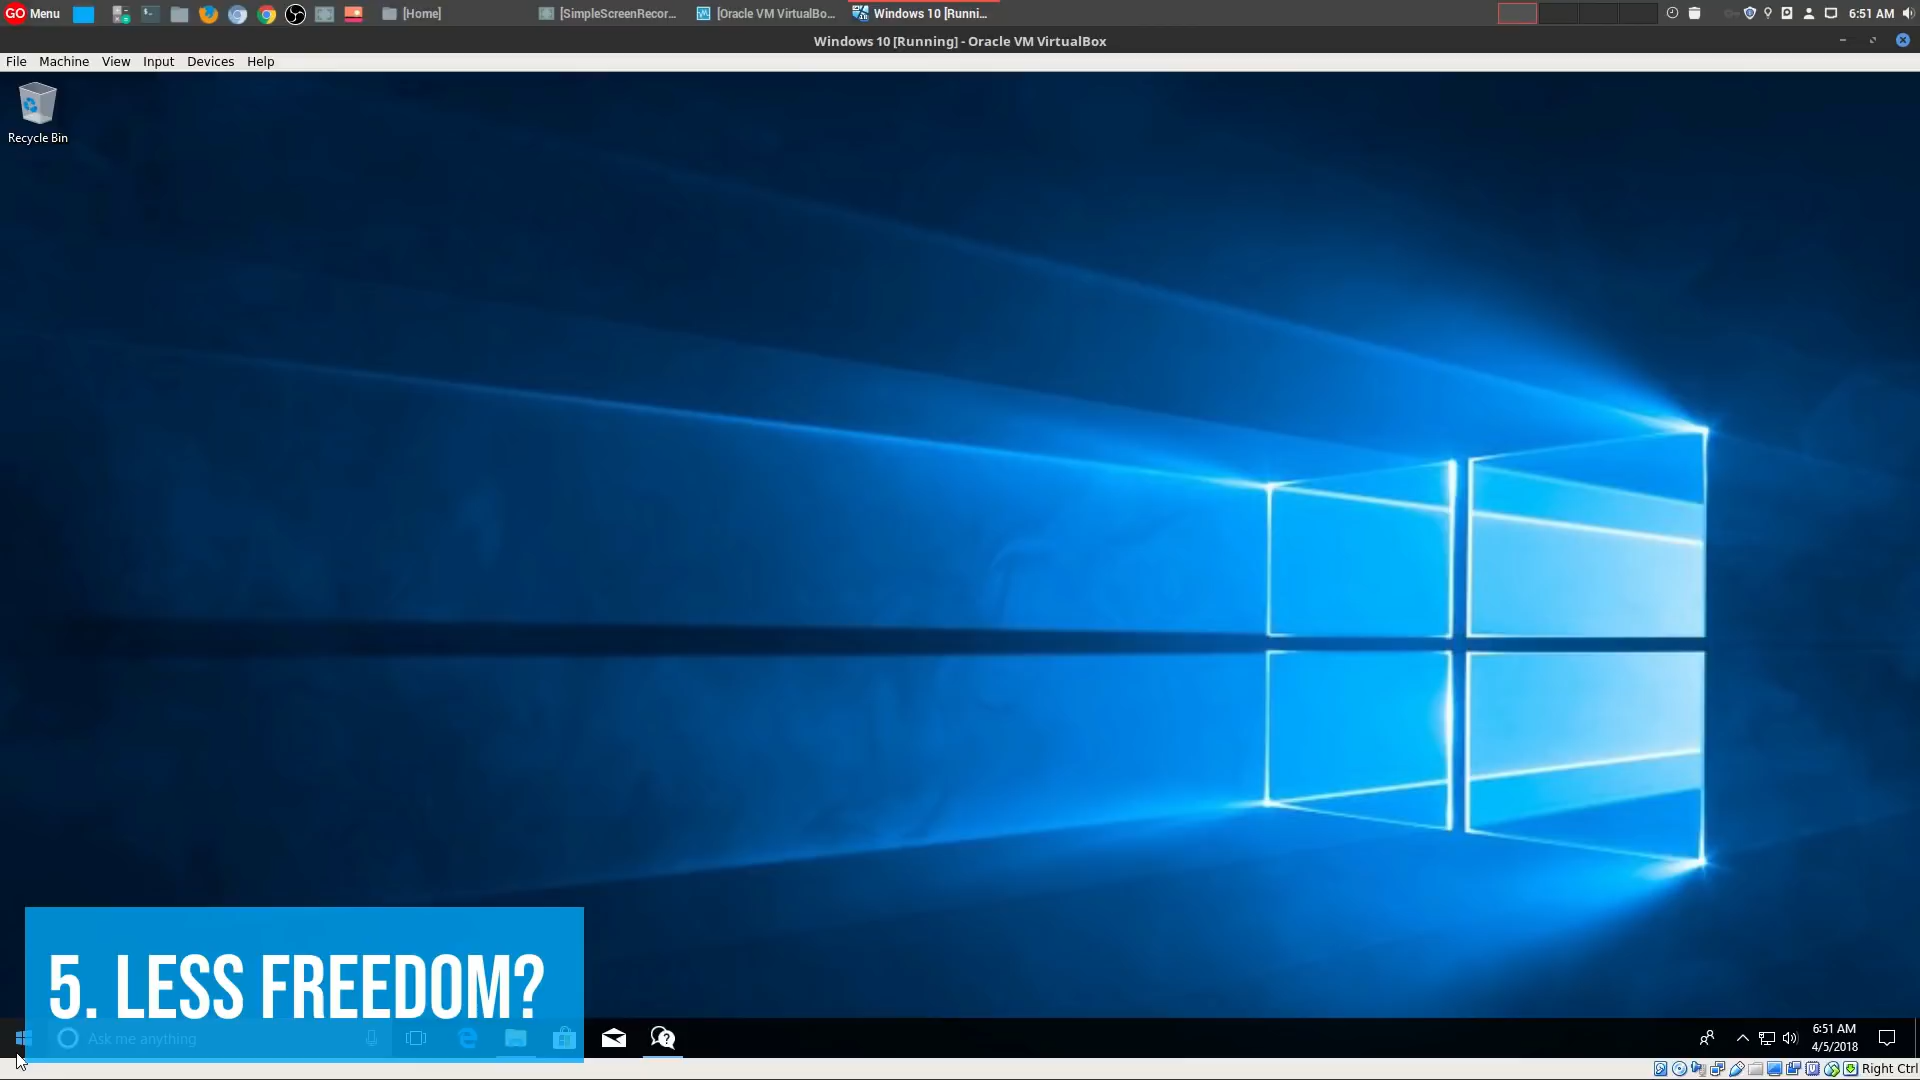 GO Menu
[Home]
[SimpleScreenRecor...
[Oracle VM VirtualBo...
Windows 10 [Runni...
6:51 AM
Windows 10 [Running] - Oracle VM VirtualBox
File Machine View Input Devices Help
Recycle Bin
5. LESS FREEDOM?
Ask me anything
6:51 AM
4/5/2018
Right Ctrl